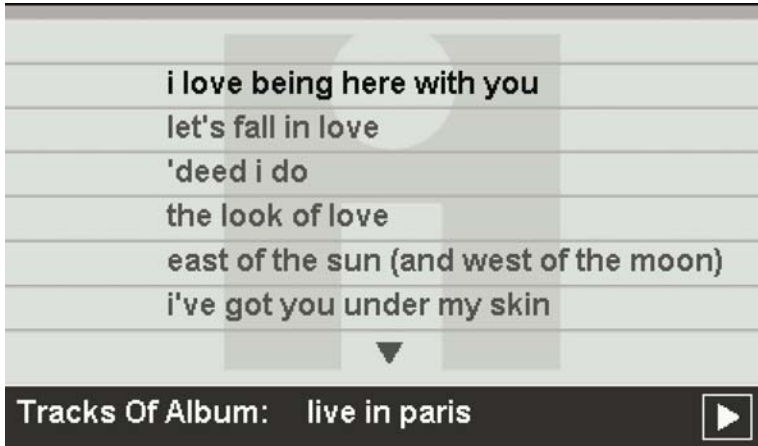 i love being here with you
let's fall in love
'deed i do
the look of love
east of the sun (and west of the moon)
i've got you under my skin
Tracks Of Album: live in paris